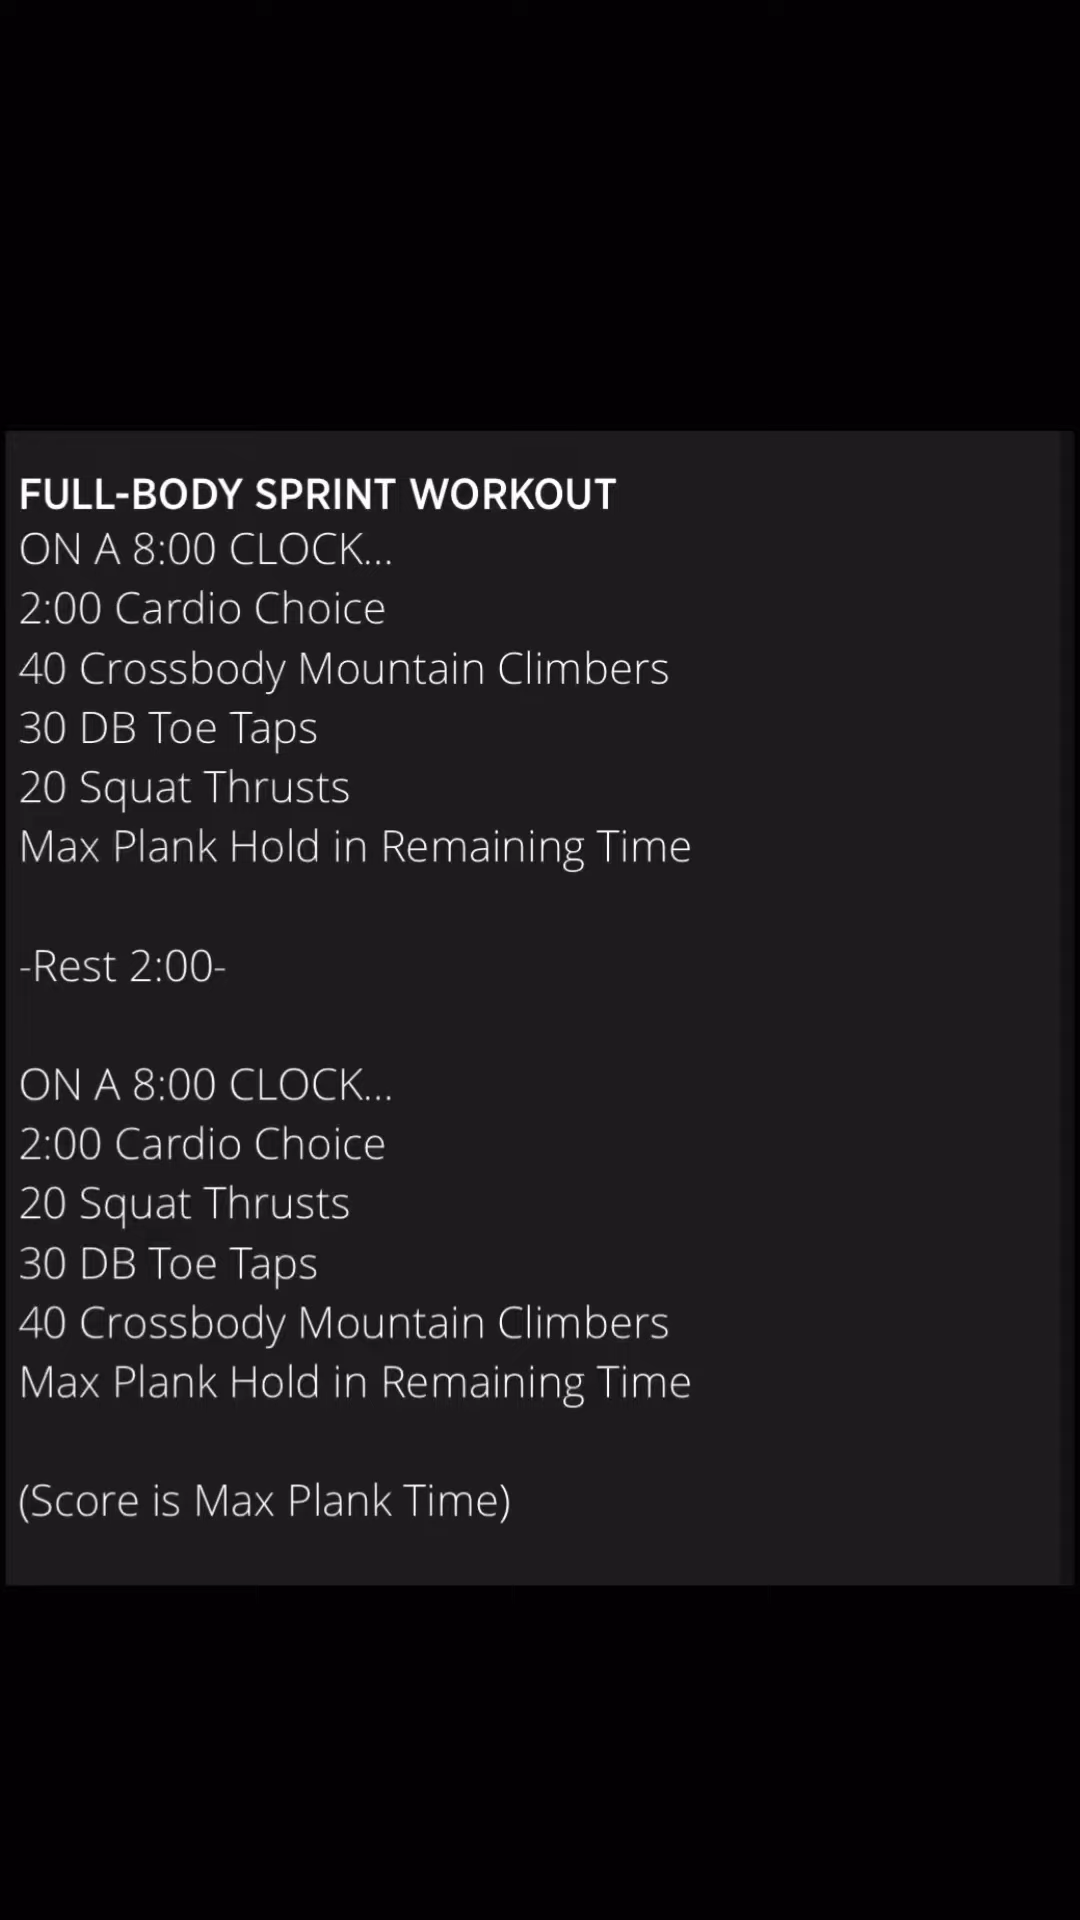 FULL-BODY SPRINT WORKOUT
ON A 8:00 CLOCK...
2:00 Cardio Choice
40 Crossbody Mountain Climbers
30 DB Toe Taps
20 Squat Thrusts
Max Plank Hold in Remaining Time
-Rest 2:00-
ON A 8:00 CLOCK...
2:00 Cardio Choice
20 Squat Thrusts
30 DB Toe Taps
40 Crossbody Mountain Climbers
Max Plank Hold in Remaining Time
(Score is Max Plank Time)